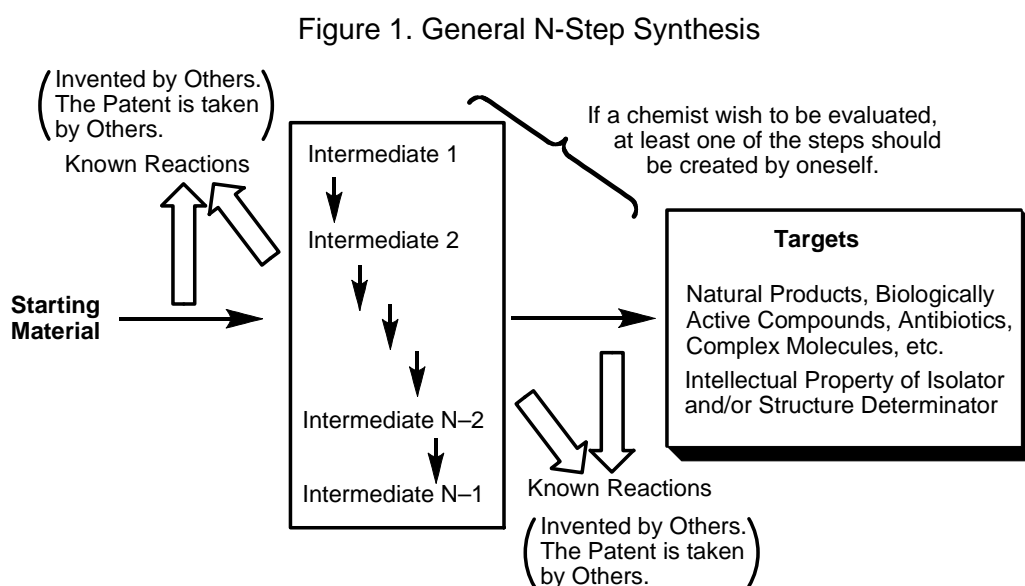 Figure 1. General N-Step Synthesis
(Invented by Others.
The Patent is taken
by Others.)
Known Reactions
If a chemist wish to be evaluated,
at least one of the steps should
be created by oneself.
Starting
Material
Intermediate 1
Intermediate 2
Intermediate N–2
Intermediate N–1
Targets
Natural Products, Biologically
Active Compounds, Antibiotics,
Complex Molecules, etc.
Intellectual Property of Isolator
and/or Structure Determinator
Known Reactions
(Invented by Others.
The Patent is taken
by Others.)